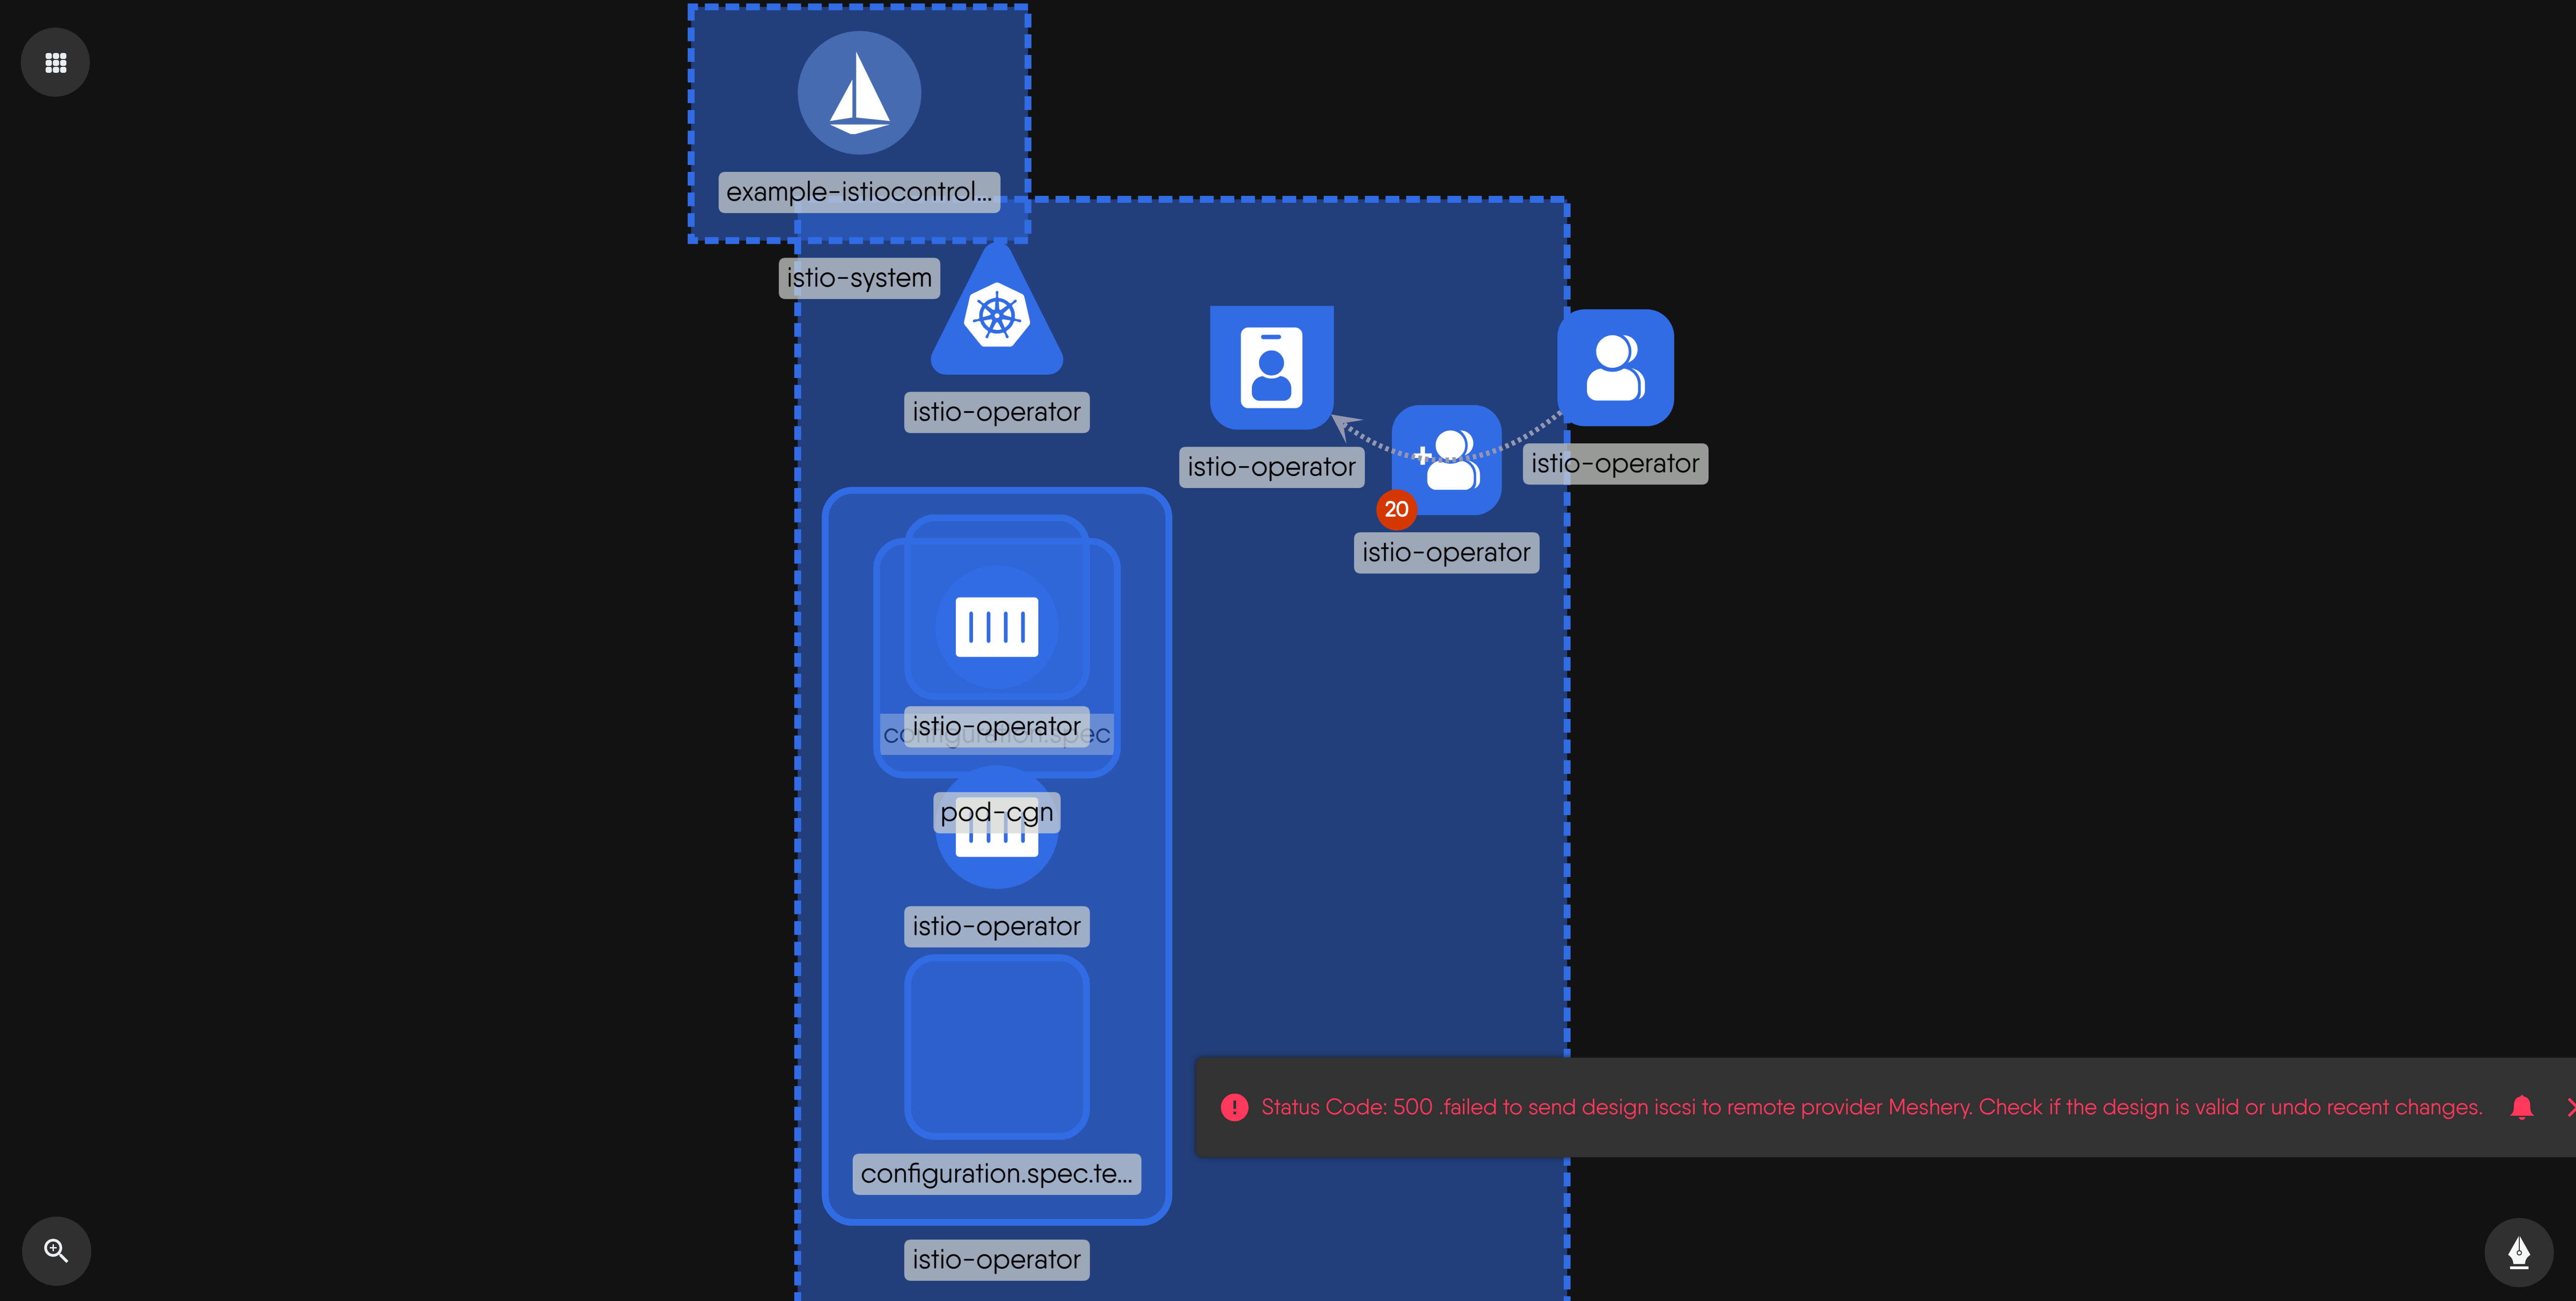 example-istiocontrol...
istio-system
istio-operator
istio-operator
istio-operator
20
istio-operator
istio-operator
configuration.spec
pod-cgn
istio-operator
configuration.spec.te...
istio-operator
Status Code: 500 .failed to send design iscsi to remote provider Meshery. Check if the design is valid or undo recent changes.